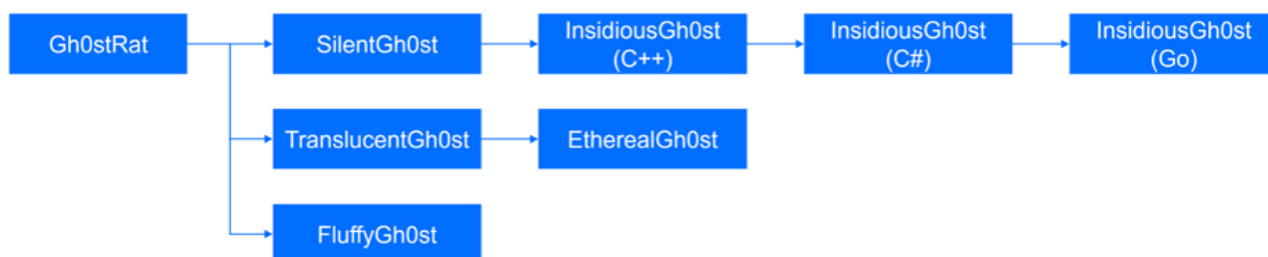 Gh0stRat
SilentGh0st
InsidiousGh0st
(C++)
InsidiousGh0st
(C#)
InsidiousGh0st
(Go)
TranslucentGh0st
EtherealGh0st
FluffyGh0st